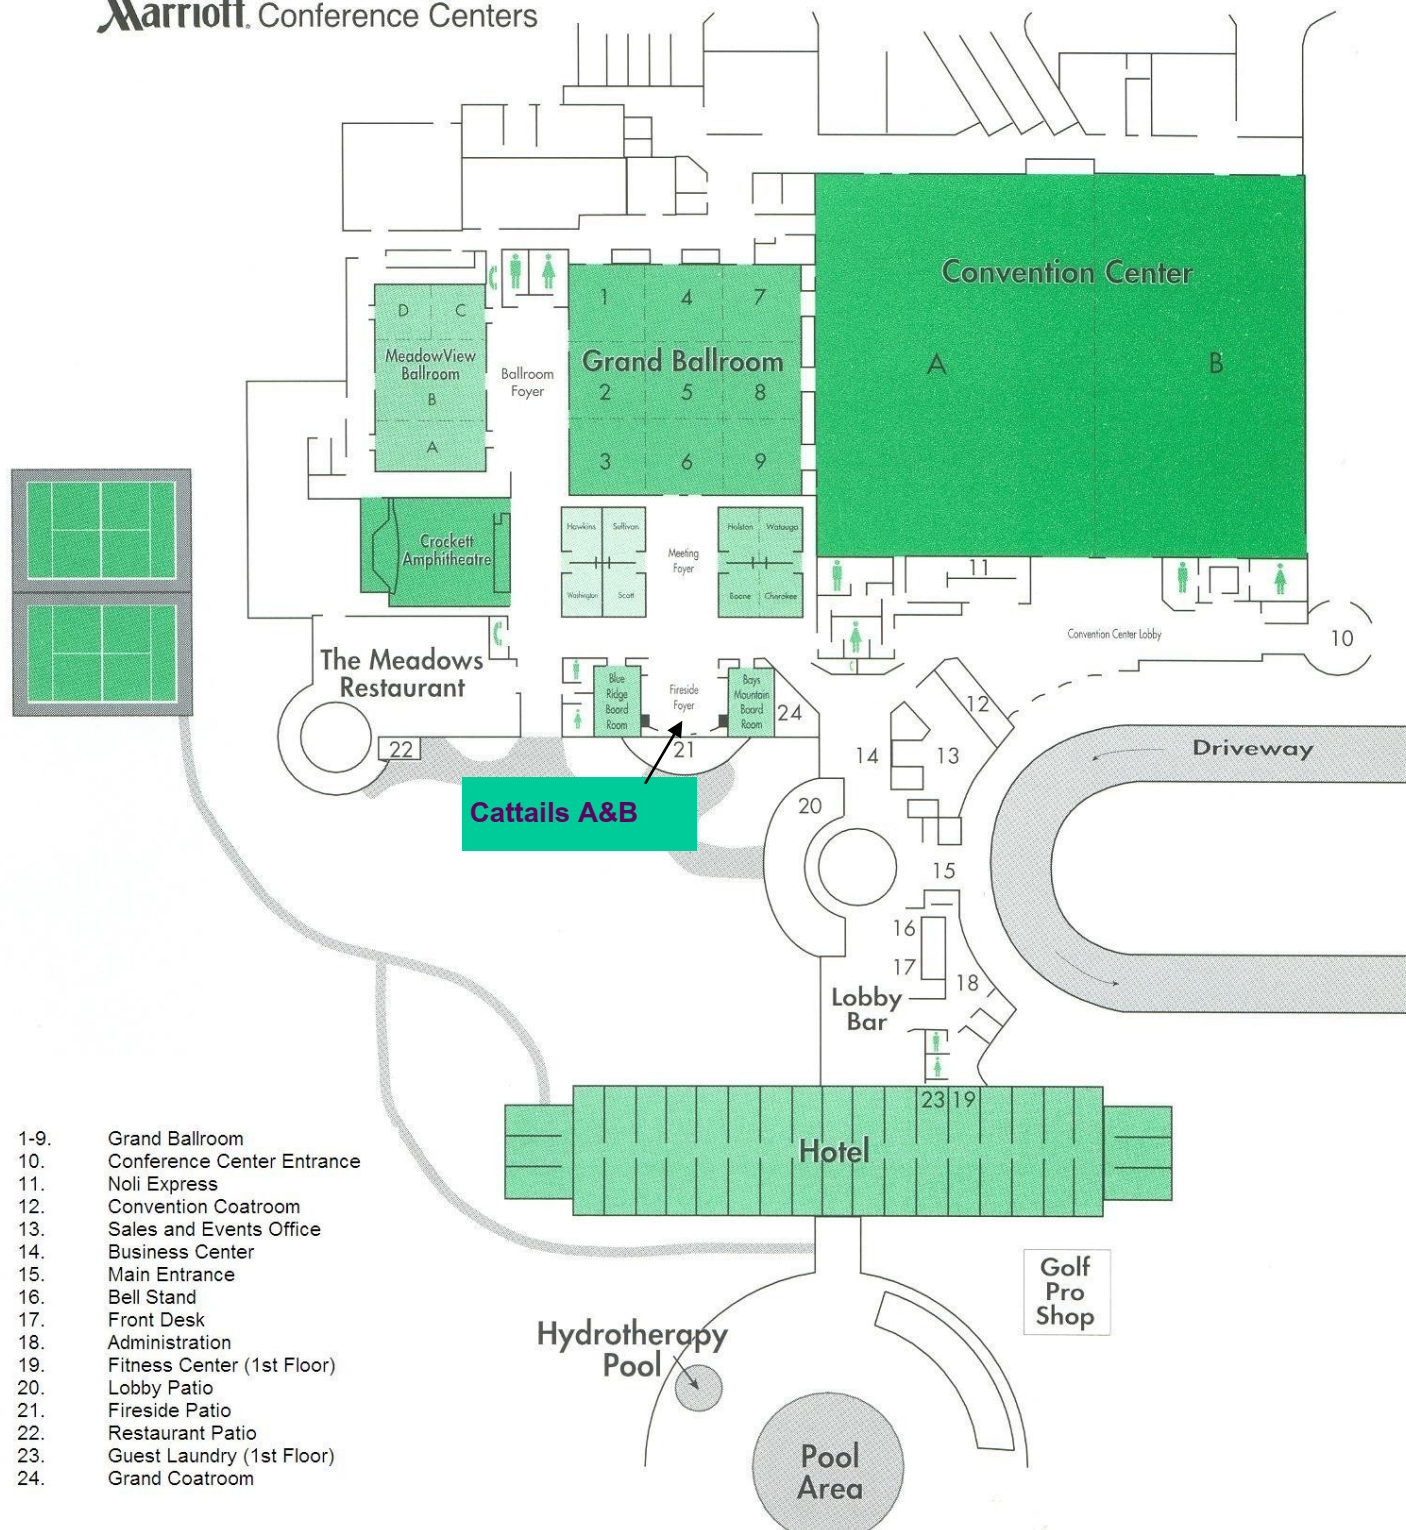 Marriott. Conference Centers
Convention Center
A
B
D
C
MeadowView
Ballroom
B
A
Ballroom
Foyer
1
4
7
Grand Ballroom
2
5
8
3
6
9
Crockett
Amphitheatre
Hawkins
Sullivan
Washington
Scott
Meeting
Foyer
Holston
Watauga
Boone
Cherokee
11
Convention Center Lobby
10
The Meadows
Restaurant
Blue
Ridge
Board
Room
Fireside
Foyer
Bays
Mountain
Board
Room
24
12
22
21
14
13
Driveway
Cattails A&B
20
15
16
17
18
Lobby
Bar
23
19
Hotel
Golf
Pro
Shop
Hydrotherapy
Pool
Pool
Area
1-9. Grand Ballroom
10. Conference Center Entrance
11. Noli Express
12. Convention Coatroom
13. Sales and Events Office
14. Business Center
15. Main Entrance
16. Bell Stand
17. Front Desk
18. Administration
19. Fitness Center (1st Floor)
20. Lobby Patio
21. Fireside Patio
22. Restaurant Patio
23. Guest Laundry (1st Floor)
24. Grand Coatroom